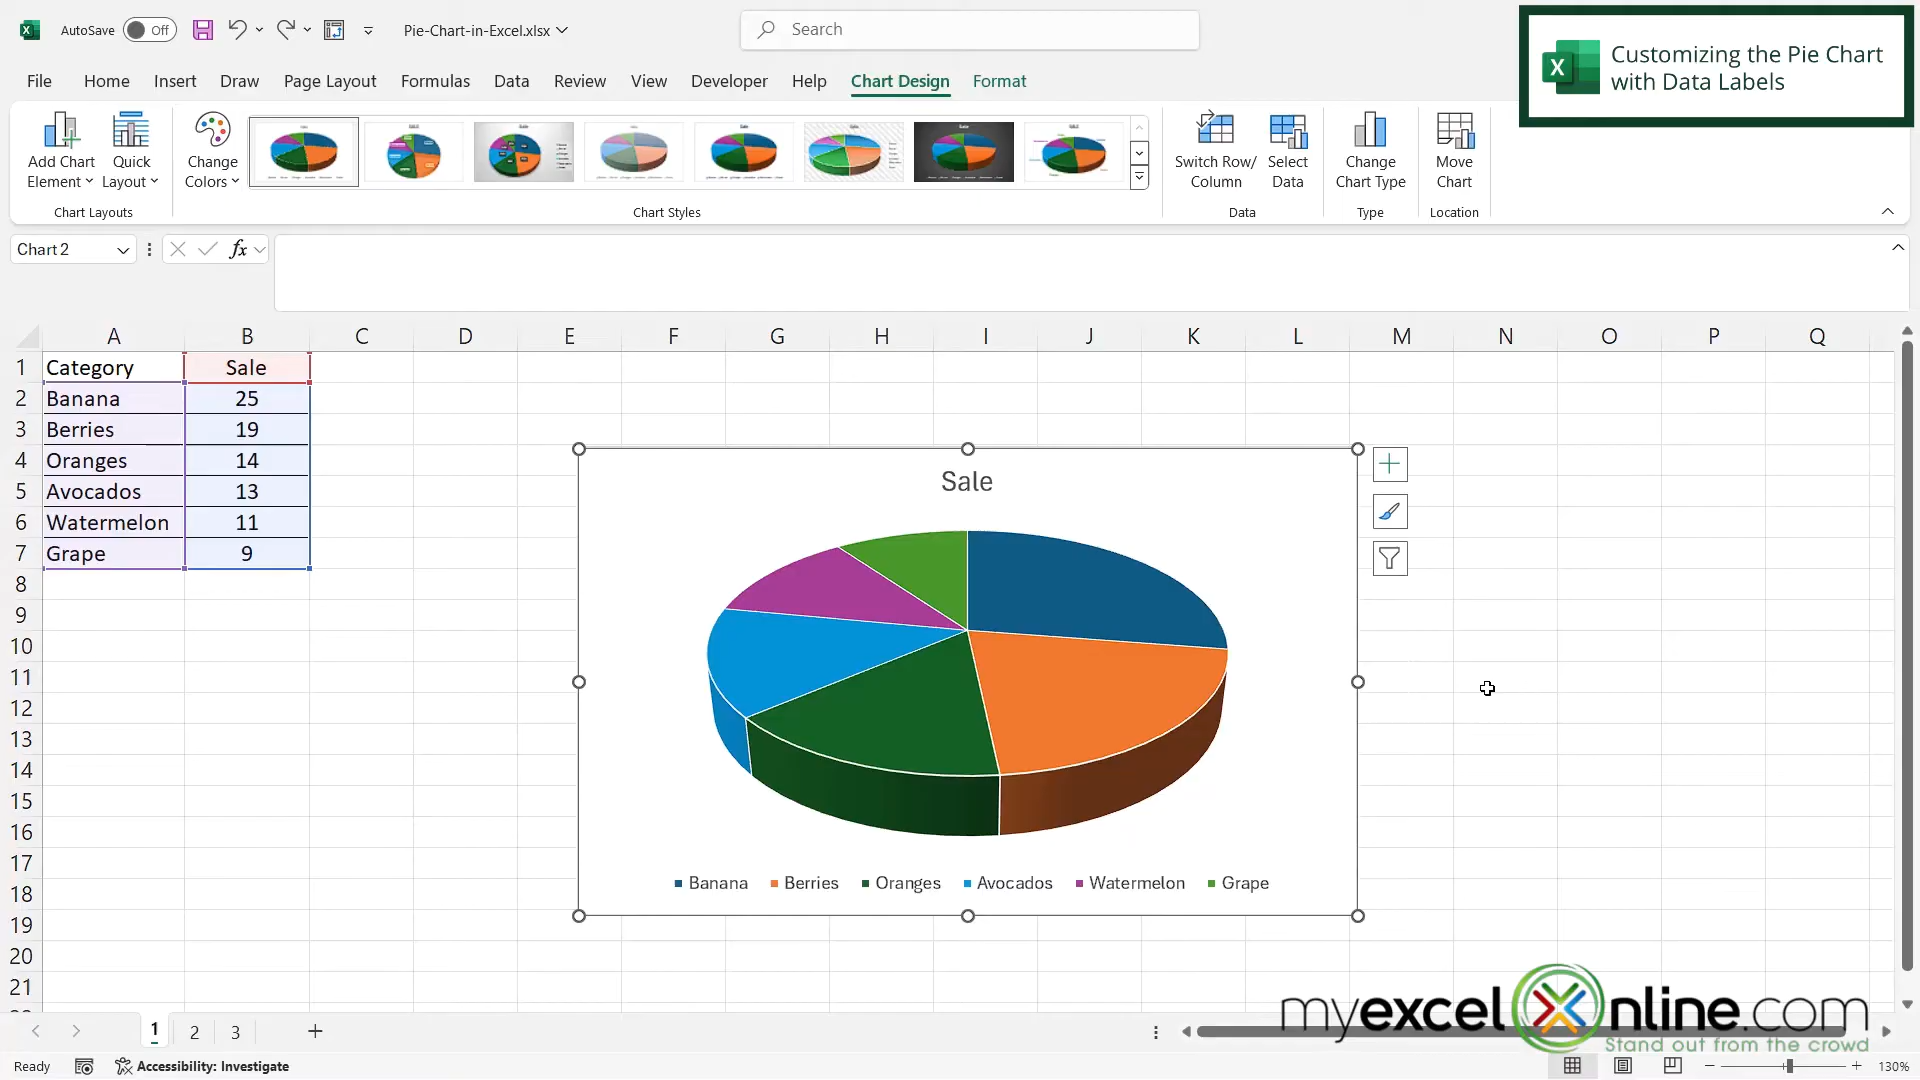 AutoSave Off Pie-Chart-in-Excel.xlsx Search
Customizing the Pie Chart
with Data Labels
File Home Insert Draw Page Layout Formulas Data Review View Developer Help Chart Design Format
Add Chart Element
Quick Layout
Change Colors
Switch Row/ Column
Select Data
Change Chart Type
Move Chart
Chart Layouts Chart Styles Data Type Location
Chart 2 fx
A B C D E F G H I J K L M N O P Q
1 Category Sale
2 Banana 25
3 Berries 19
4 Oranges 14
5 Avocados 13
6 Watermelon 11
7 Grape 9
8
9
10
11
12
13
14
15
16
17
18
19
20
21
Sale
Banana Berries Oranges Avocados Watermelon Grape
myexcelonline.com
Stand out from the crowd
1 2 3
Ready Accessibility: Investigate 130%